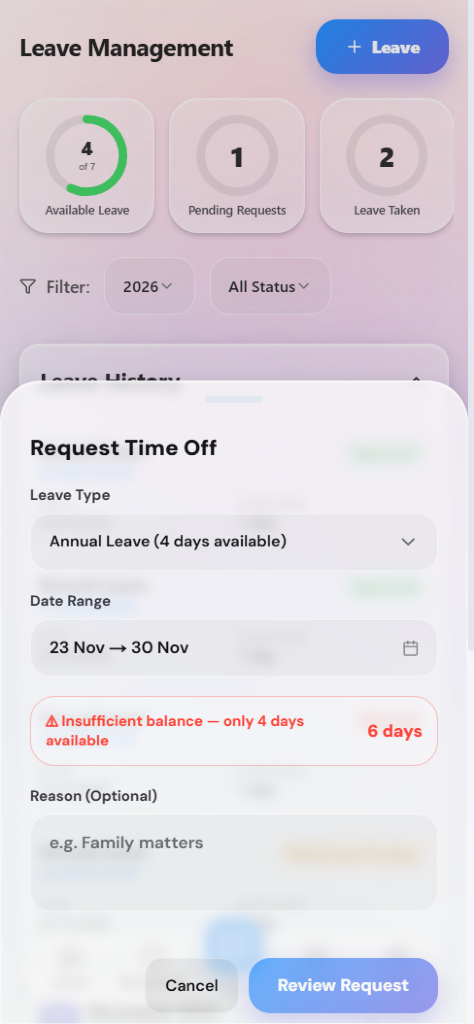 Leave Management
+ Leave
4
of 7
Available Leave
1
Pending Requests
2
Leave Taken
Filter:
2026
All Status
Leave History
Request Time Off
Leave Type
Annual Leave (4 days available)
Date Range
23 Nov → 30 Nov
⚠ Insufficient balance — only 4 days
available
6 days
Reason (Optional)
e.g. Family matters
Cancel
Review Request